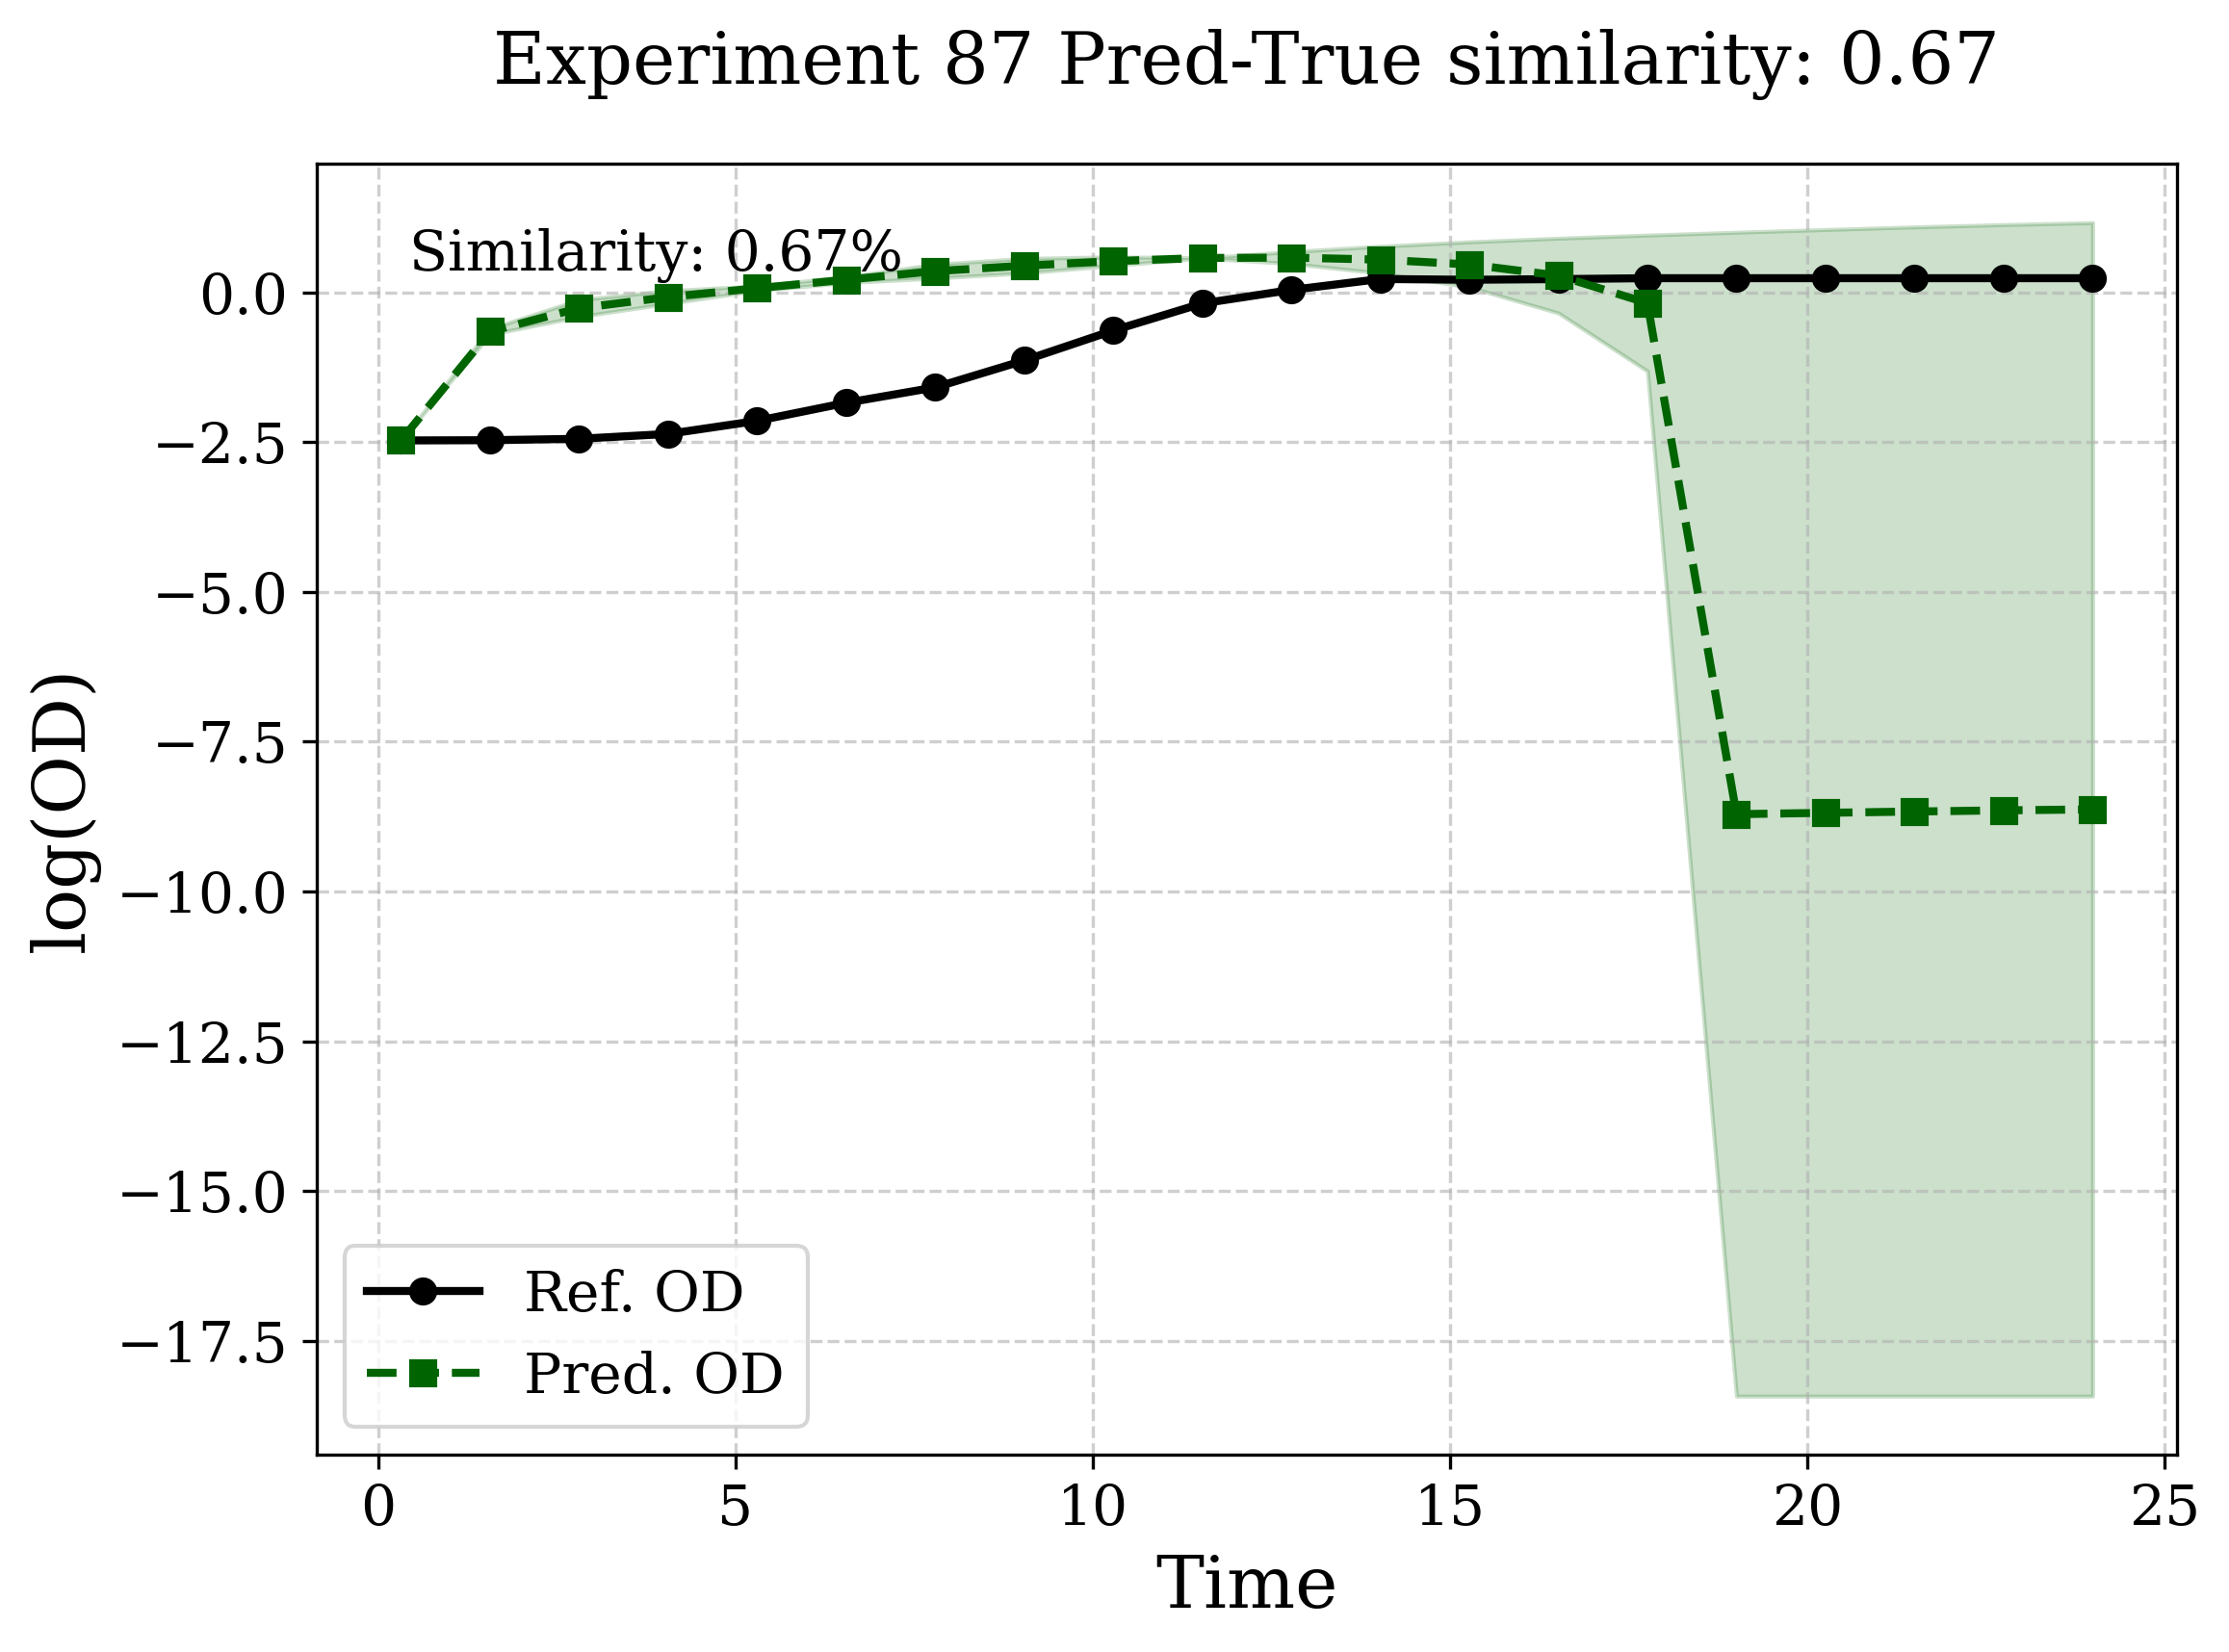 Experiment 87 Pred-True similarity: 0.67
Similarity: 0.67%
0.0
−2.5
−5.0
−7.5
−10.0
−12.5
−15.0
−17.5
log(OD)
Ref. OD
Pred. OD
0 5 10 15 20 25
Time